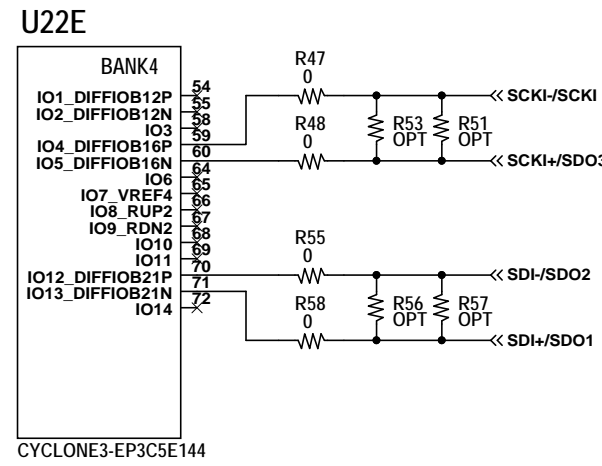 U22E
BANK4
IO1_DIFFIOB12P 54
IO2_DIFFIOB12N 55
IO3 58
IO4_DIFFIOB16P 59
IO5_DIFFIOB16N 60
IO6 64
IO7_VREF4 65
IO8_RUP2 66
IO9_RDN2 67
IO10 68
IO11 69
IO12_DIFFIOB21P 70
IO13_DIFFIOB21N 71
IO14 72
CYCLONE3-EP3C5E144
R47
0
SCKI-/SCKI
R48
0
R53
OPT
R51
OPT
SCKI+/SDO3
R55
0
SDI-/SDO2
R58
0
R56
OPT
R57
OPT
SDI+/SDO1